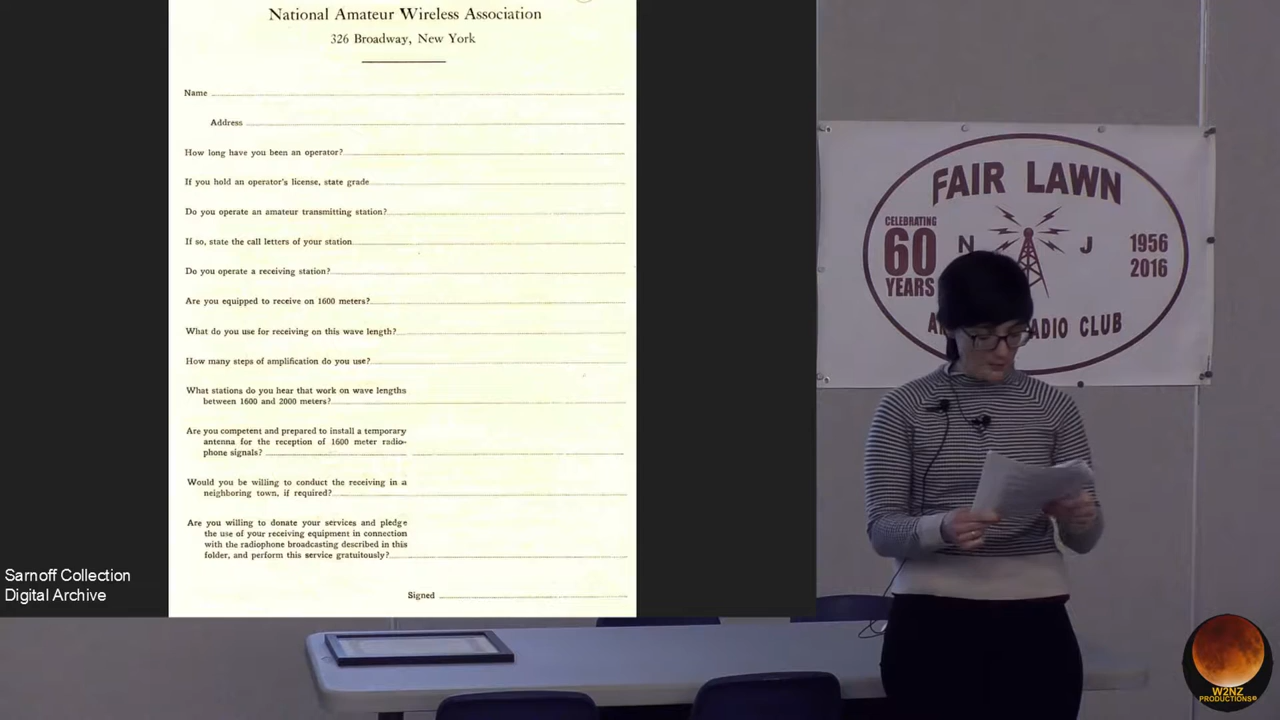 National Amateur Wireless Association
326 Broadway, New York
Name
Address
How long have you been an operator?
If you hold an operator's license, state grade
Do you operate an amateur transmitting station?
If so, state the call letters of your station
Do you operate a receiving station?
Are you equipped to receive on 1600 meters?
What do you use for receiving on this wave length?
How many steps of amplification do you use?
What stations do you hear that work on wave lengths
between 1600 and 2000 meters?
Are you competent and prepared to install a temporary
antenna for the reception of 1600 meter radio-
phone signals?
Would you be willing to conduct the receiving in a
neighboring town, if required?
Are you willing to donate your services and pledge
the use of your receiving equipment in connection
with the radiophone broadcasting described in this
folder, and perform this service gratuitously?
Signed
Sarnoff Collection
Digital Archive
FAIR LAWN
CELEBRATING
60
YEARS
N J
1956
2016
CLUB
W2NZ
PRODUCTIONS©